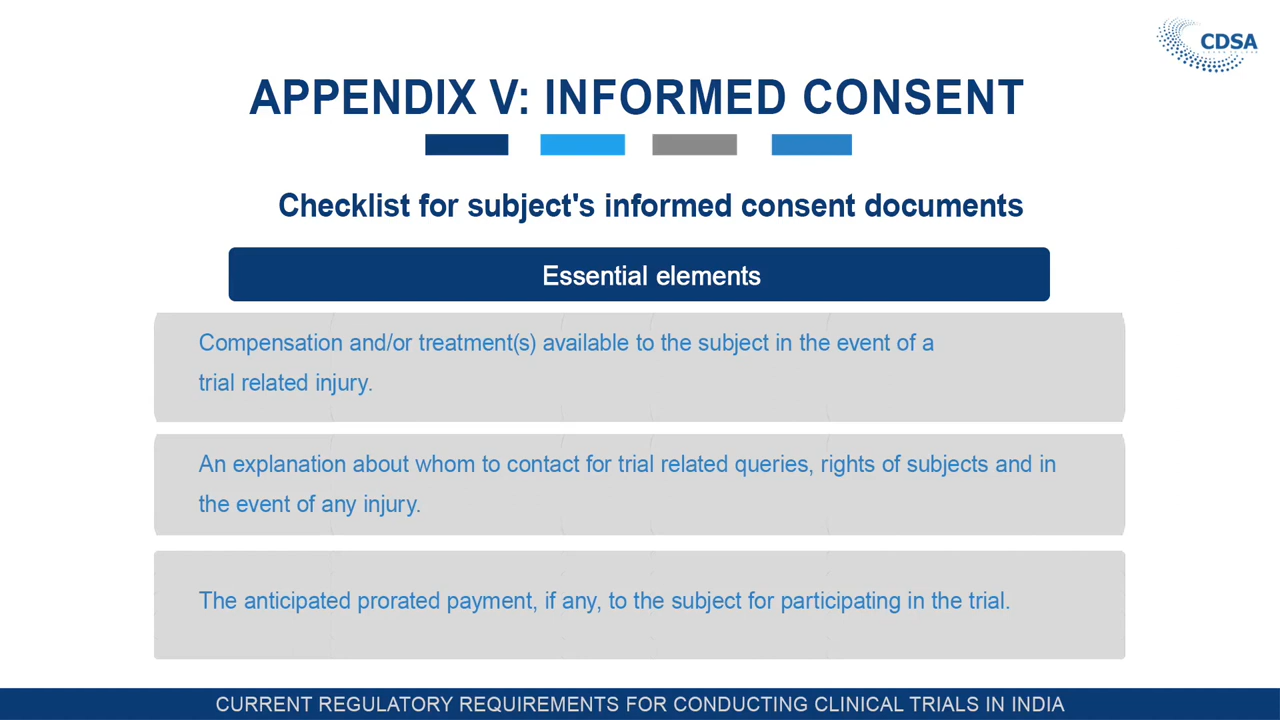 CDSA
APPENDIX V: INFORMED CONSENT
Checklist for subject's informed consent documents
Essential elements
Compensation and/or treatment(s) available to the subject in the event of a
trial related injury.
An explanation about whom to contact for trial related queries, rights of subjects and in
the event of any injury.
The anticipated prorated payment, if any, to the subject for participating in the trial.
CURRENT REGULATORY REQUIREMENTS FOR CONDUCTING CLINICAL TRIALS IN INDIA